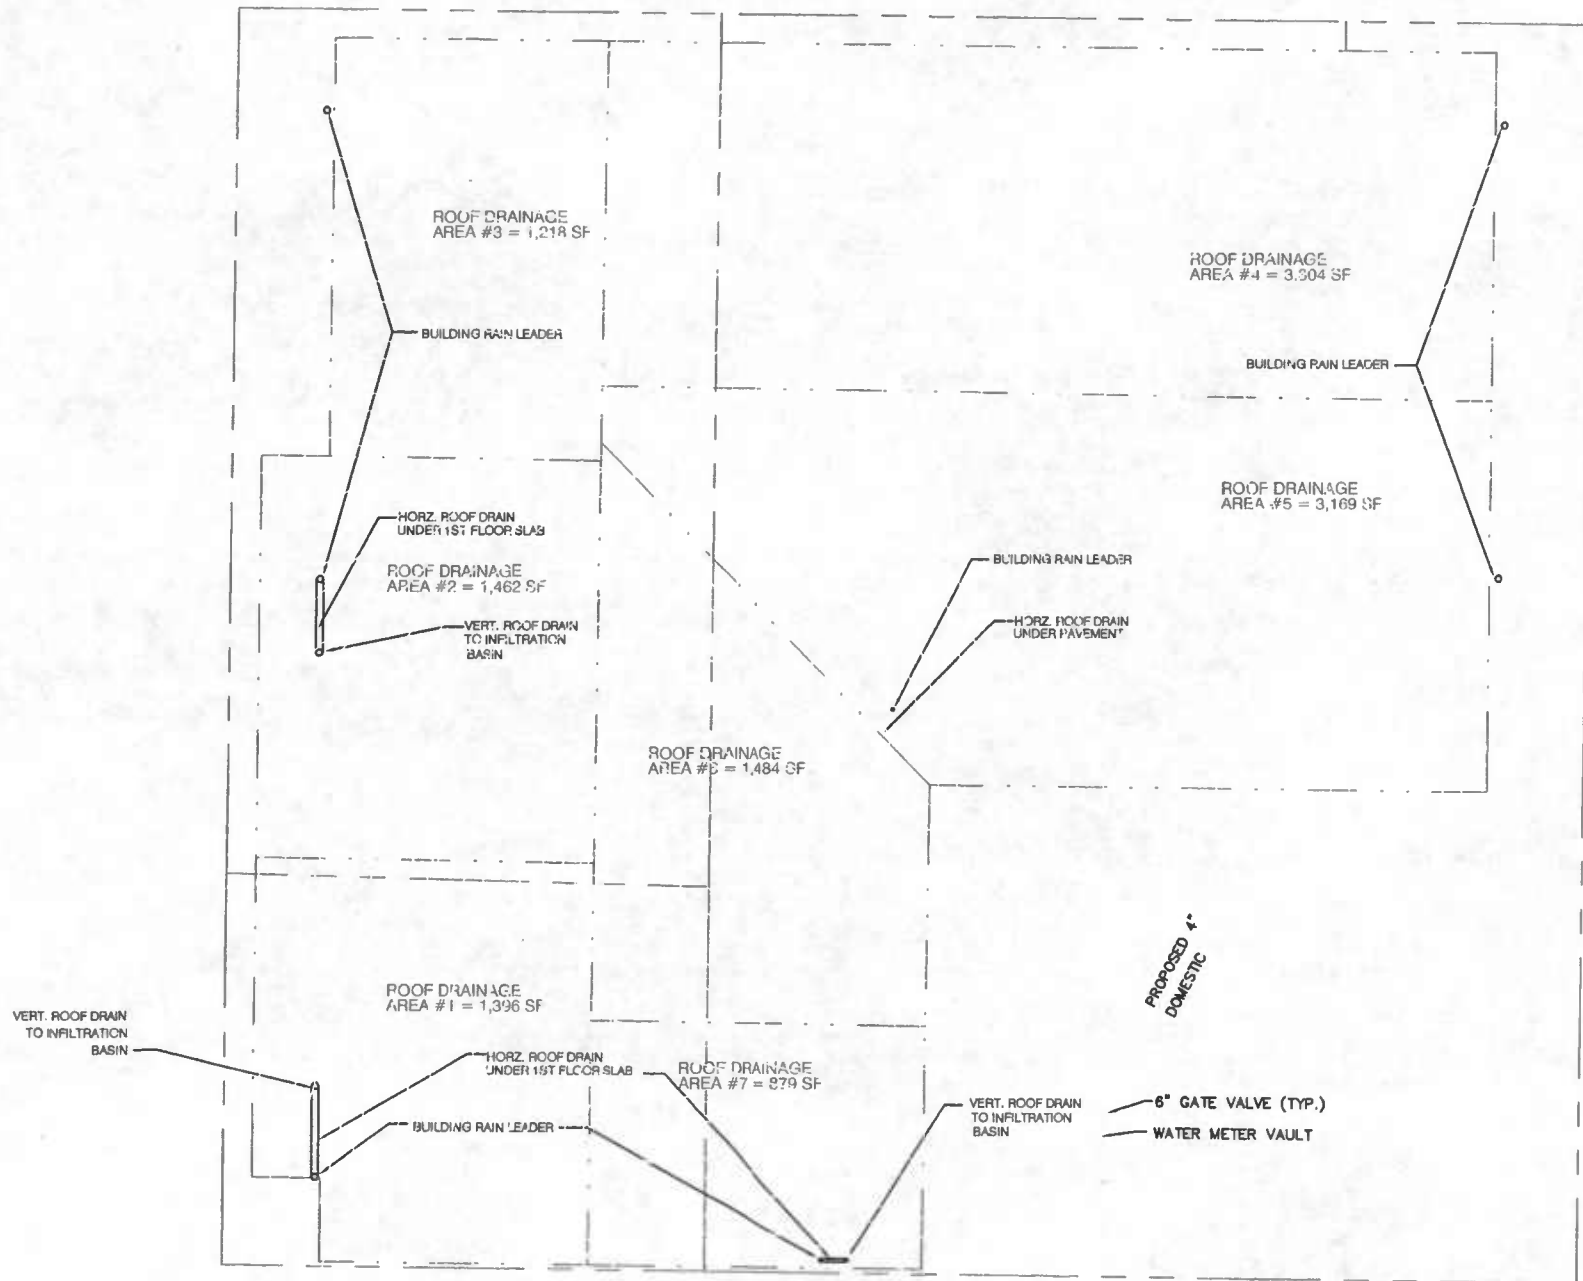 ROOF DRAINAGE
AREA #3 = 1,218 SF
ROOF DRAINAGE
AREA #4 = 3,304 SF
BUILDING RAIN LEADER
BUILDING RAIN LEADER
ROOF DRAINAGE
AREA #5 = 3,169 SF
HORZ. ROOF DRAIN
UNDER 1ST FLOOR SLAB
BUILDING RAIN LEADER
ROOF DRAINAGE
AREA #2 = 1,462 SF
VERT. ROOF DRAIN
TO INFILTRATION
BASIN
HORZ. ROOF DRAIN
UNDER PAVEMENT
ROOF DRAINAGE
AREA #6 = 1,484 SF
PROPOSED 4"
DOMESTIC
ROOF DRAINAGE
AREA #1 = 1,396 SF
VERT. ROOF DRAIN
TO INFILTRATION
BASIN
HORZ. ROOF DRAIN
UNDER 1ST FLOOR SLAB
ROOF DRAINAGE
AREA #7 = 879 SF
BUILDING RAIN LEADER
VERT. ROOF DRAIN
TO INFILTRATION
BASIN
6" GATE VALVE (TYP.)
WATER METER VAULT